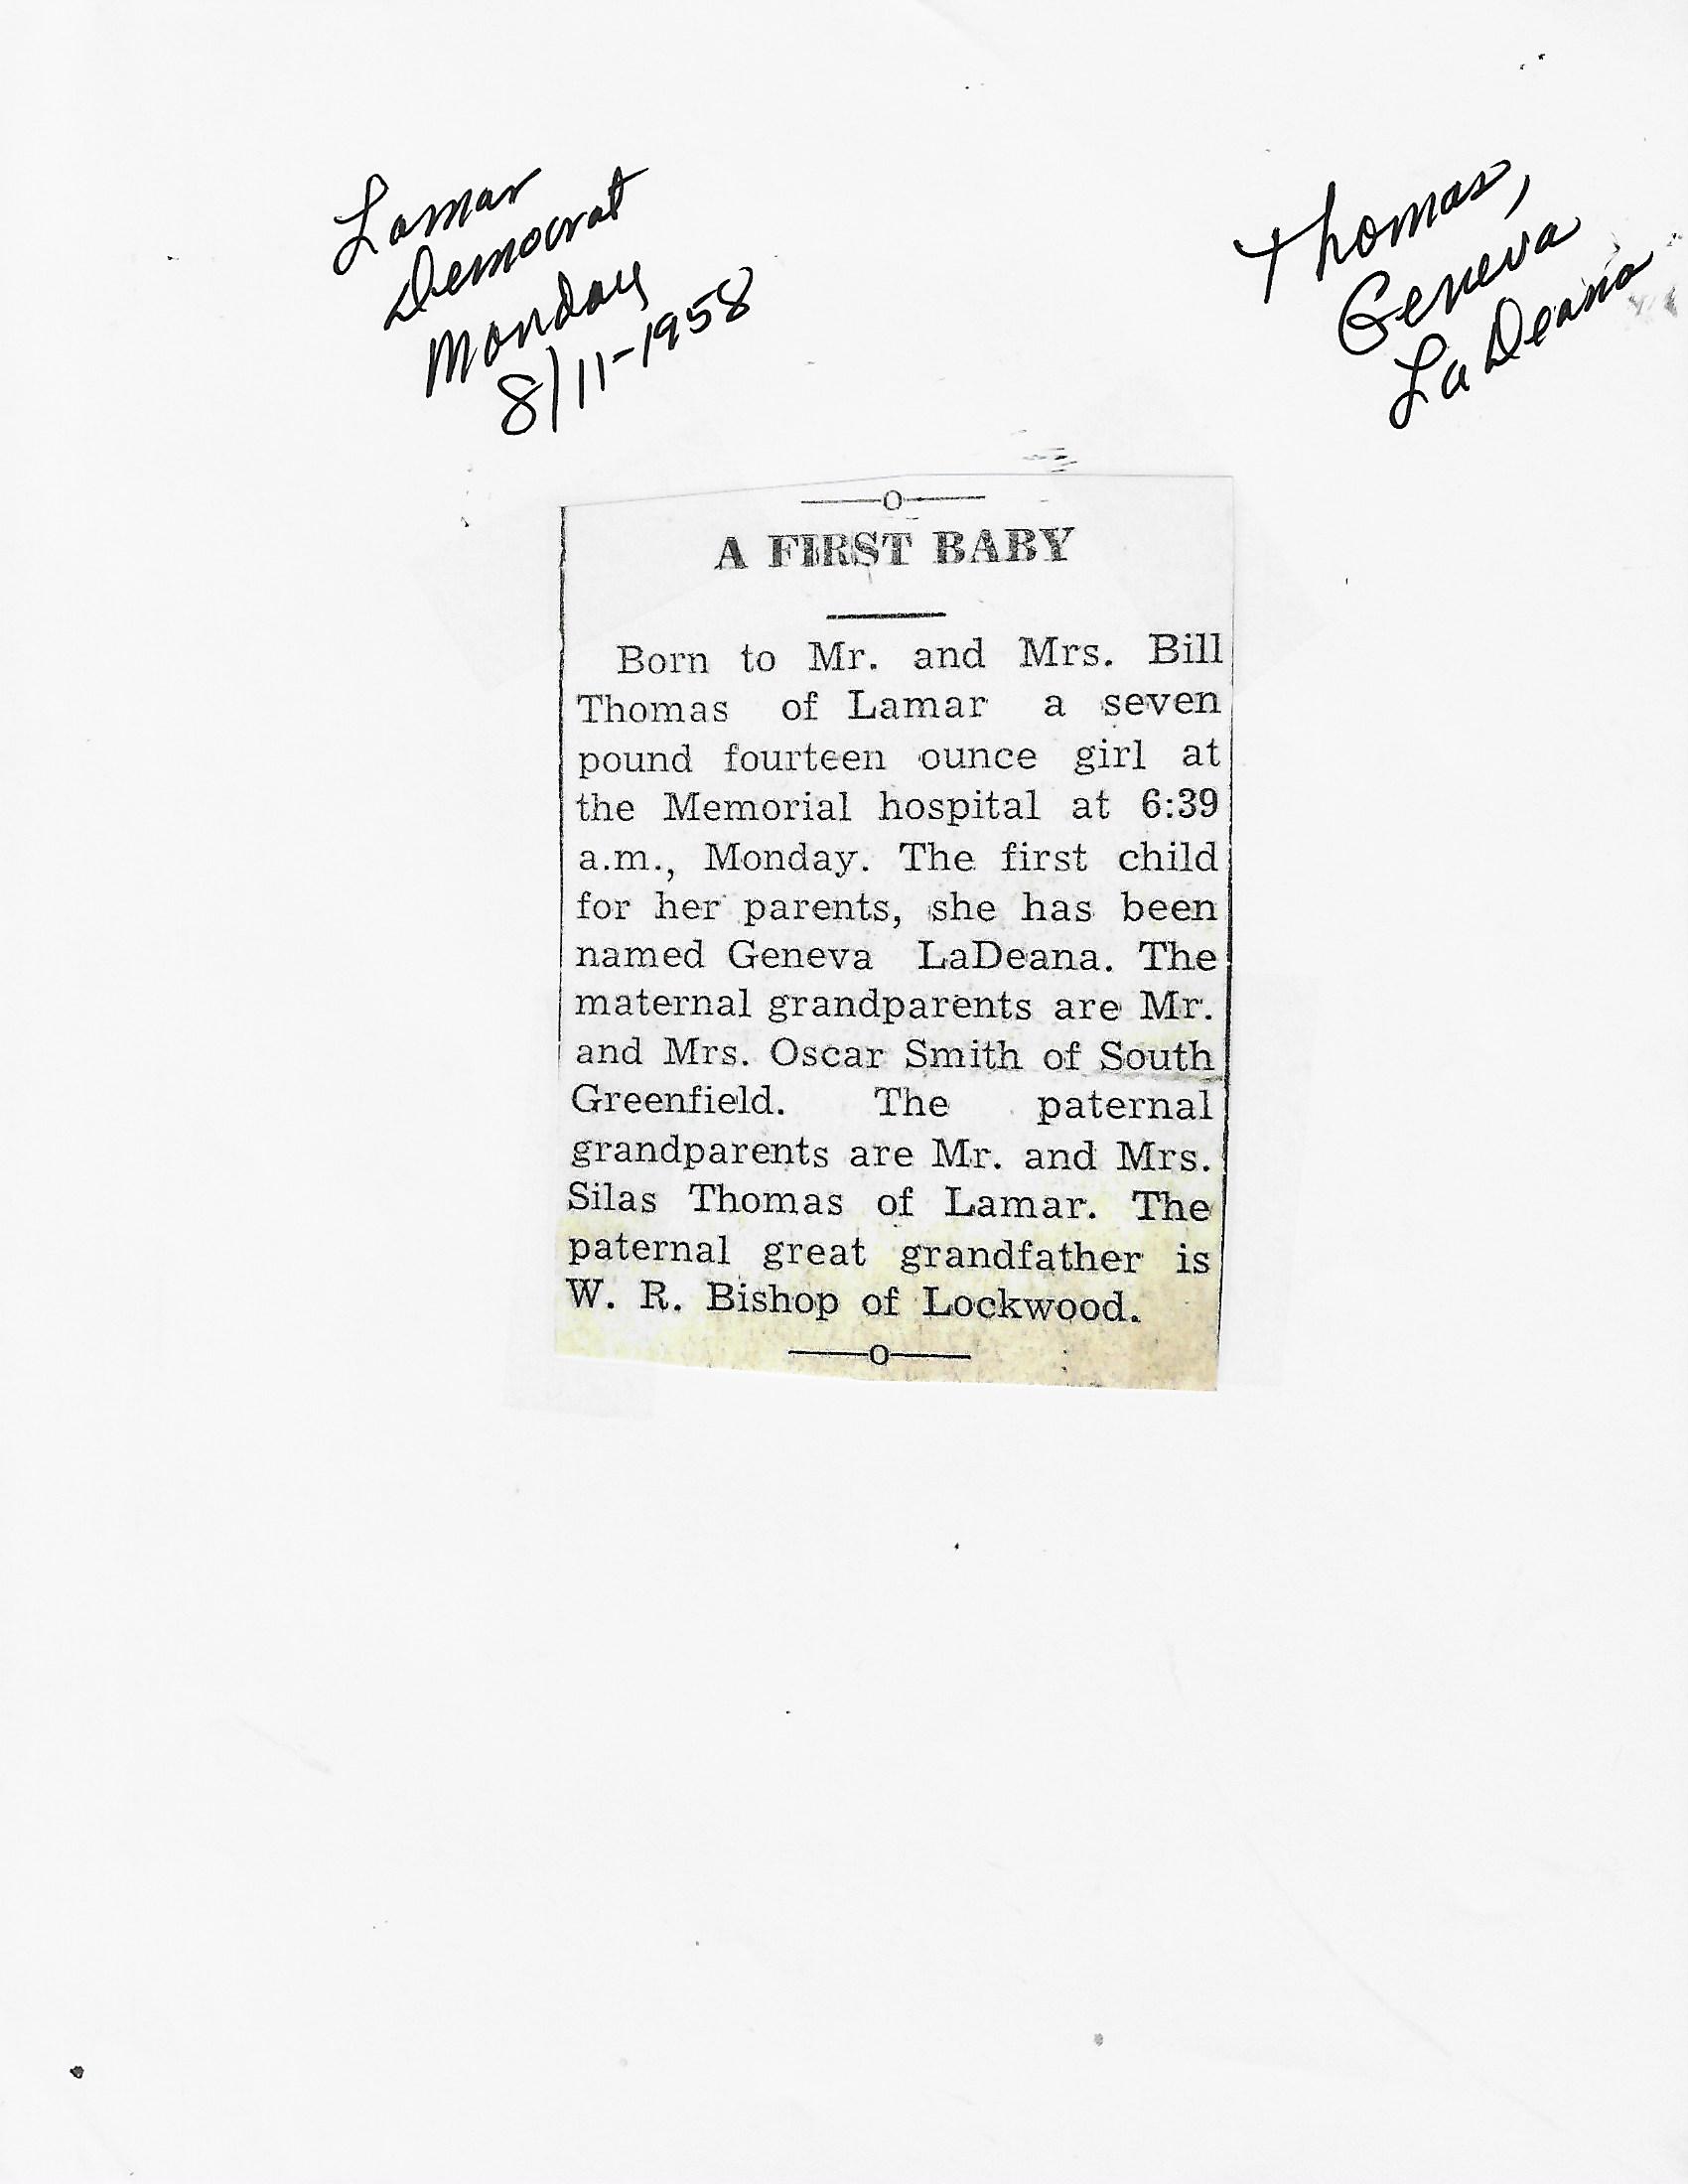 Lamar
Democrat
Monday
8/11-1958
Thomas,
Geneva
LaDeana
A FIRST BABY
Born to Mr. and Mrs. Bill
Thomas of Lamar a seven
pound fourteen ounce girl at
the Memorial hospital at 6:39
a.m., Monday. The first child
for her parents, she has been
named Geneva LaDeana. The
maternal grandparents are Mr.
and Mrs. Oscar Smith of South
Greenfield. The paternal
grandparents are Mr. and Mrs.
Silas Thomas of Lamar. The
paternal great grandfather is
W. R. Bishop of Lockwood.